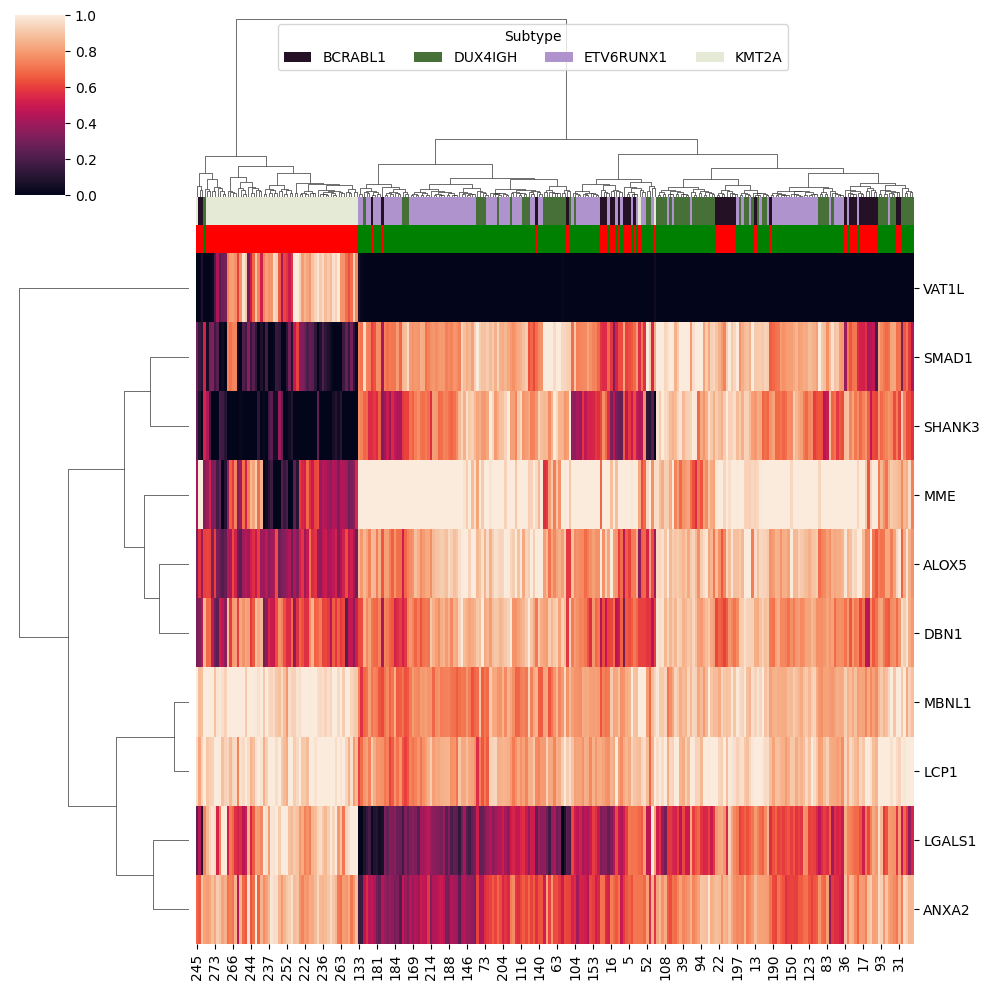 1.0
0.8
0.6
0.4
0.2
0.0
Subtype
BCRABL1 DUX4IGH ETV6RUNX1 KMT2A
VAT1L
SMAD1
SHANK3
MME
ALOX5
DBN1
MBNL1
LCP1
LGALS1
ANXA2
245 273 266 244 237 252 222 236 263 133 181 184 169 214 188 146 73 204 116 140 63 104 153 16 5 52 108 39 94 22 197 13 190 150 123 83 36 17 93 31